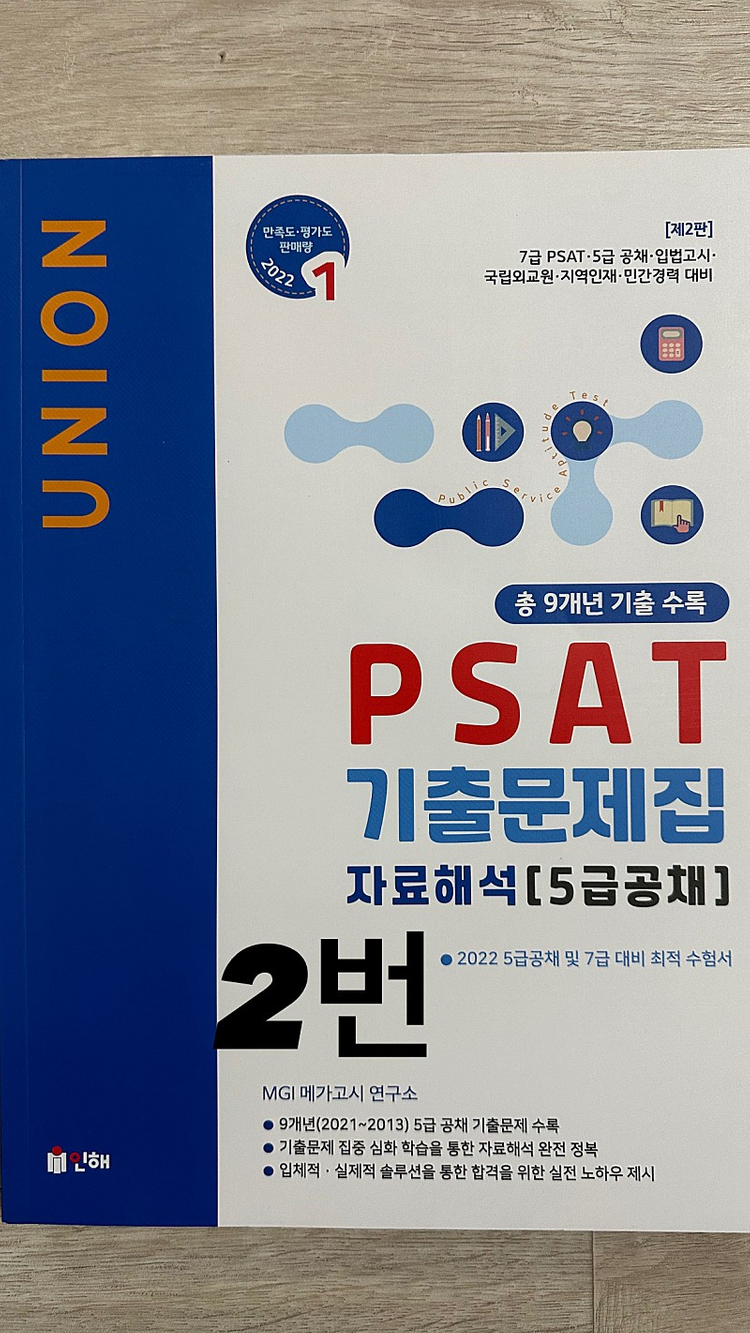 UNION
만족도·평가도
판매량
2022
1
[제2판]
7급 PSAT·5급 공채·입법고시·
국립외교원·지역인재·민간경력 대비
Public Service Aptitude Test
총 9개년 기출 수록
PSAT
기출문제집
자료해석[5급공채]
2번
● 2022 5급공채 및 7급 대비 최적 수험서
MGI 메가고시 연구소
● 9개년(2021~2013) 5급 공채 기출문제 수록
● 기출문제 집중 심화 학습을 통한 자료해석 완전 정복
● 입체적 · 실제적 솔루션을 통한 합격을 위한 실전 노하우 제시
인해